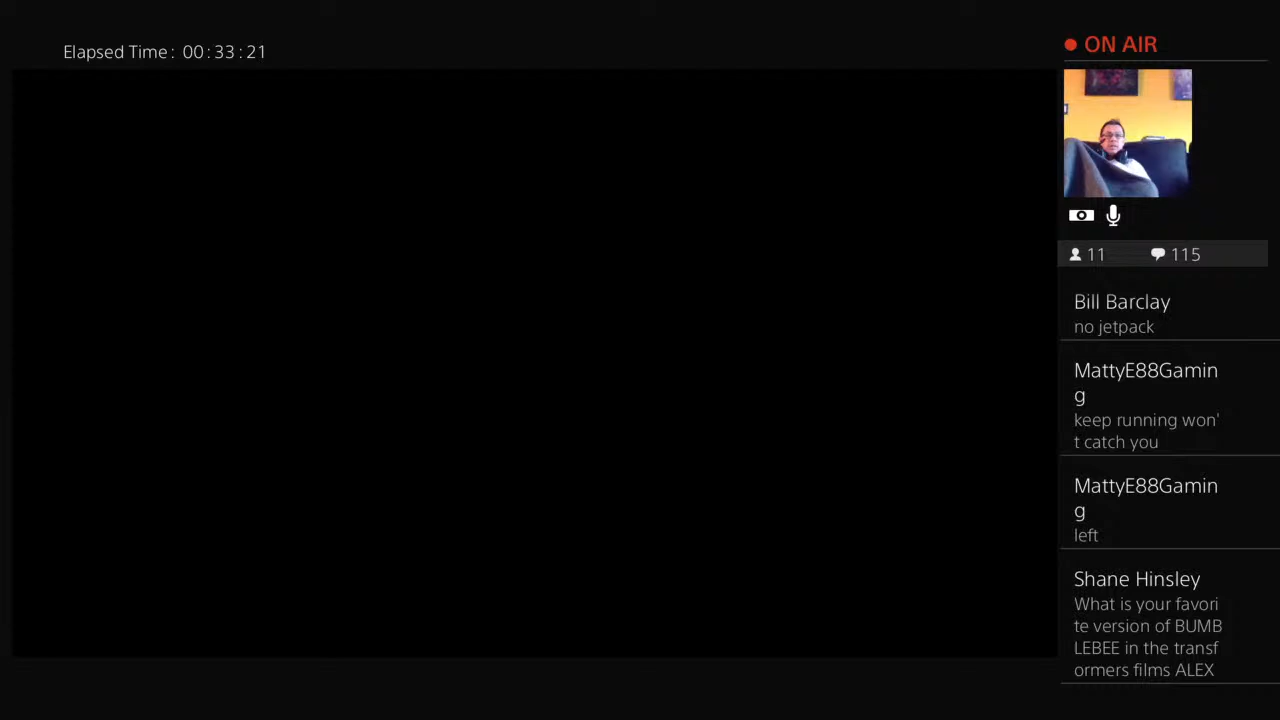 Elapsed Time: 00:33:21
ON AIR
11 115
Bill Barclay
no jetpack
MattyE88Gamin
g
keep running won'
t catch you
MattyE88Gamin
g
left
Shane Hinsley
What is your favori
te version of BUMB
LEBEE in the transf
ormers films ALEX